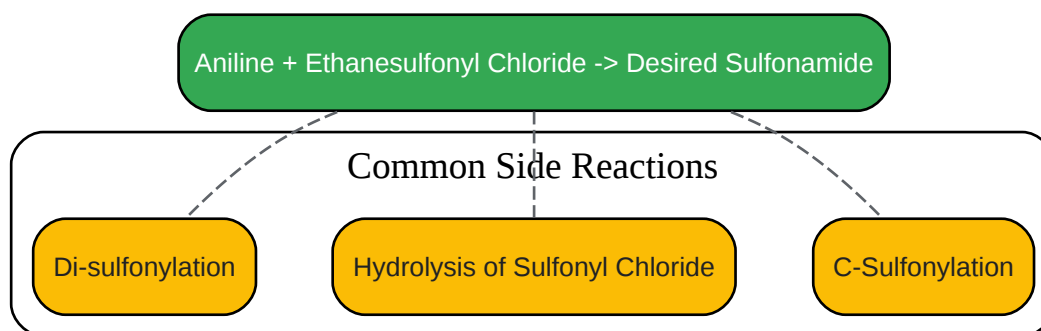 Aniline + Ethanesulfonyl Chloride -> Desired Sulfonamide
Common Side Reactions
Di-sulfonylation
Hydrolysis of Sulfonyl Chloride
C-Sulfonylation